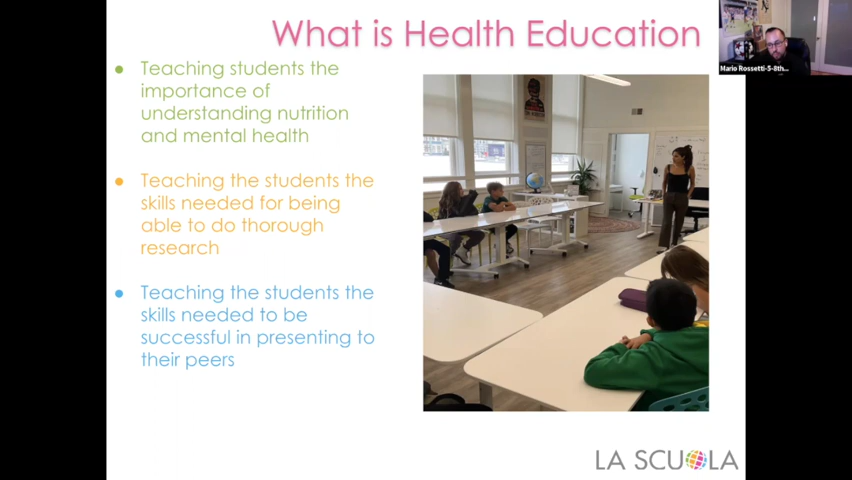 What is Health Education
● Teaching students the
importance of
understanding nutrition
and mental health
● Teaching the students the
skills needed for being
able to do thorough
research
● Teaching the students the
skills needed to be
successful in presenting to
their peers
LA SCUOLA
Mario Rossetti-5-8th...